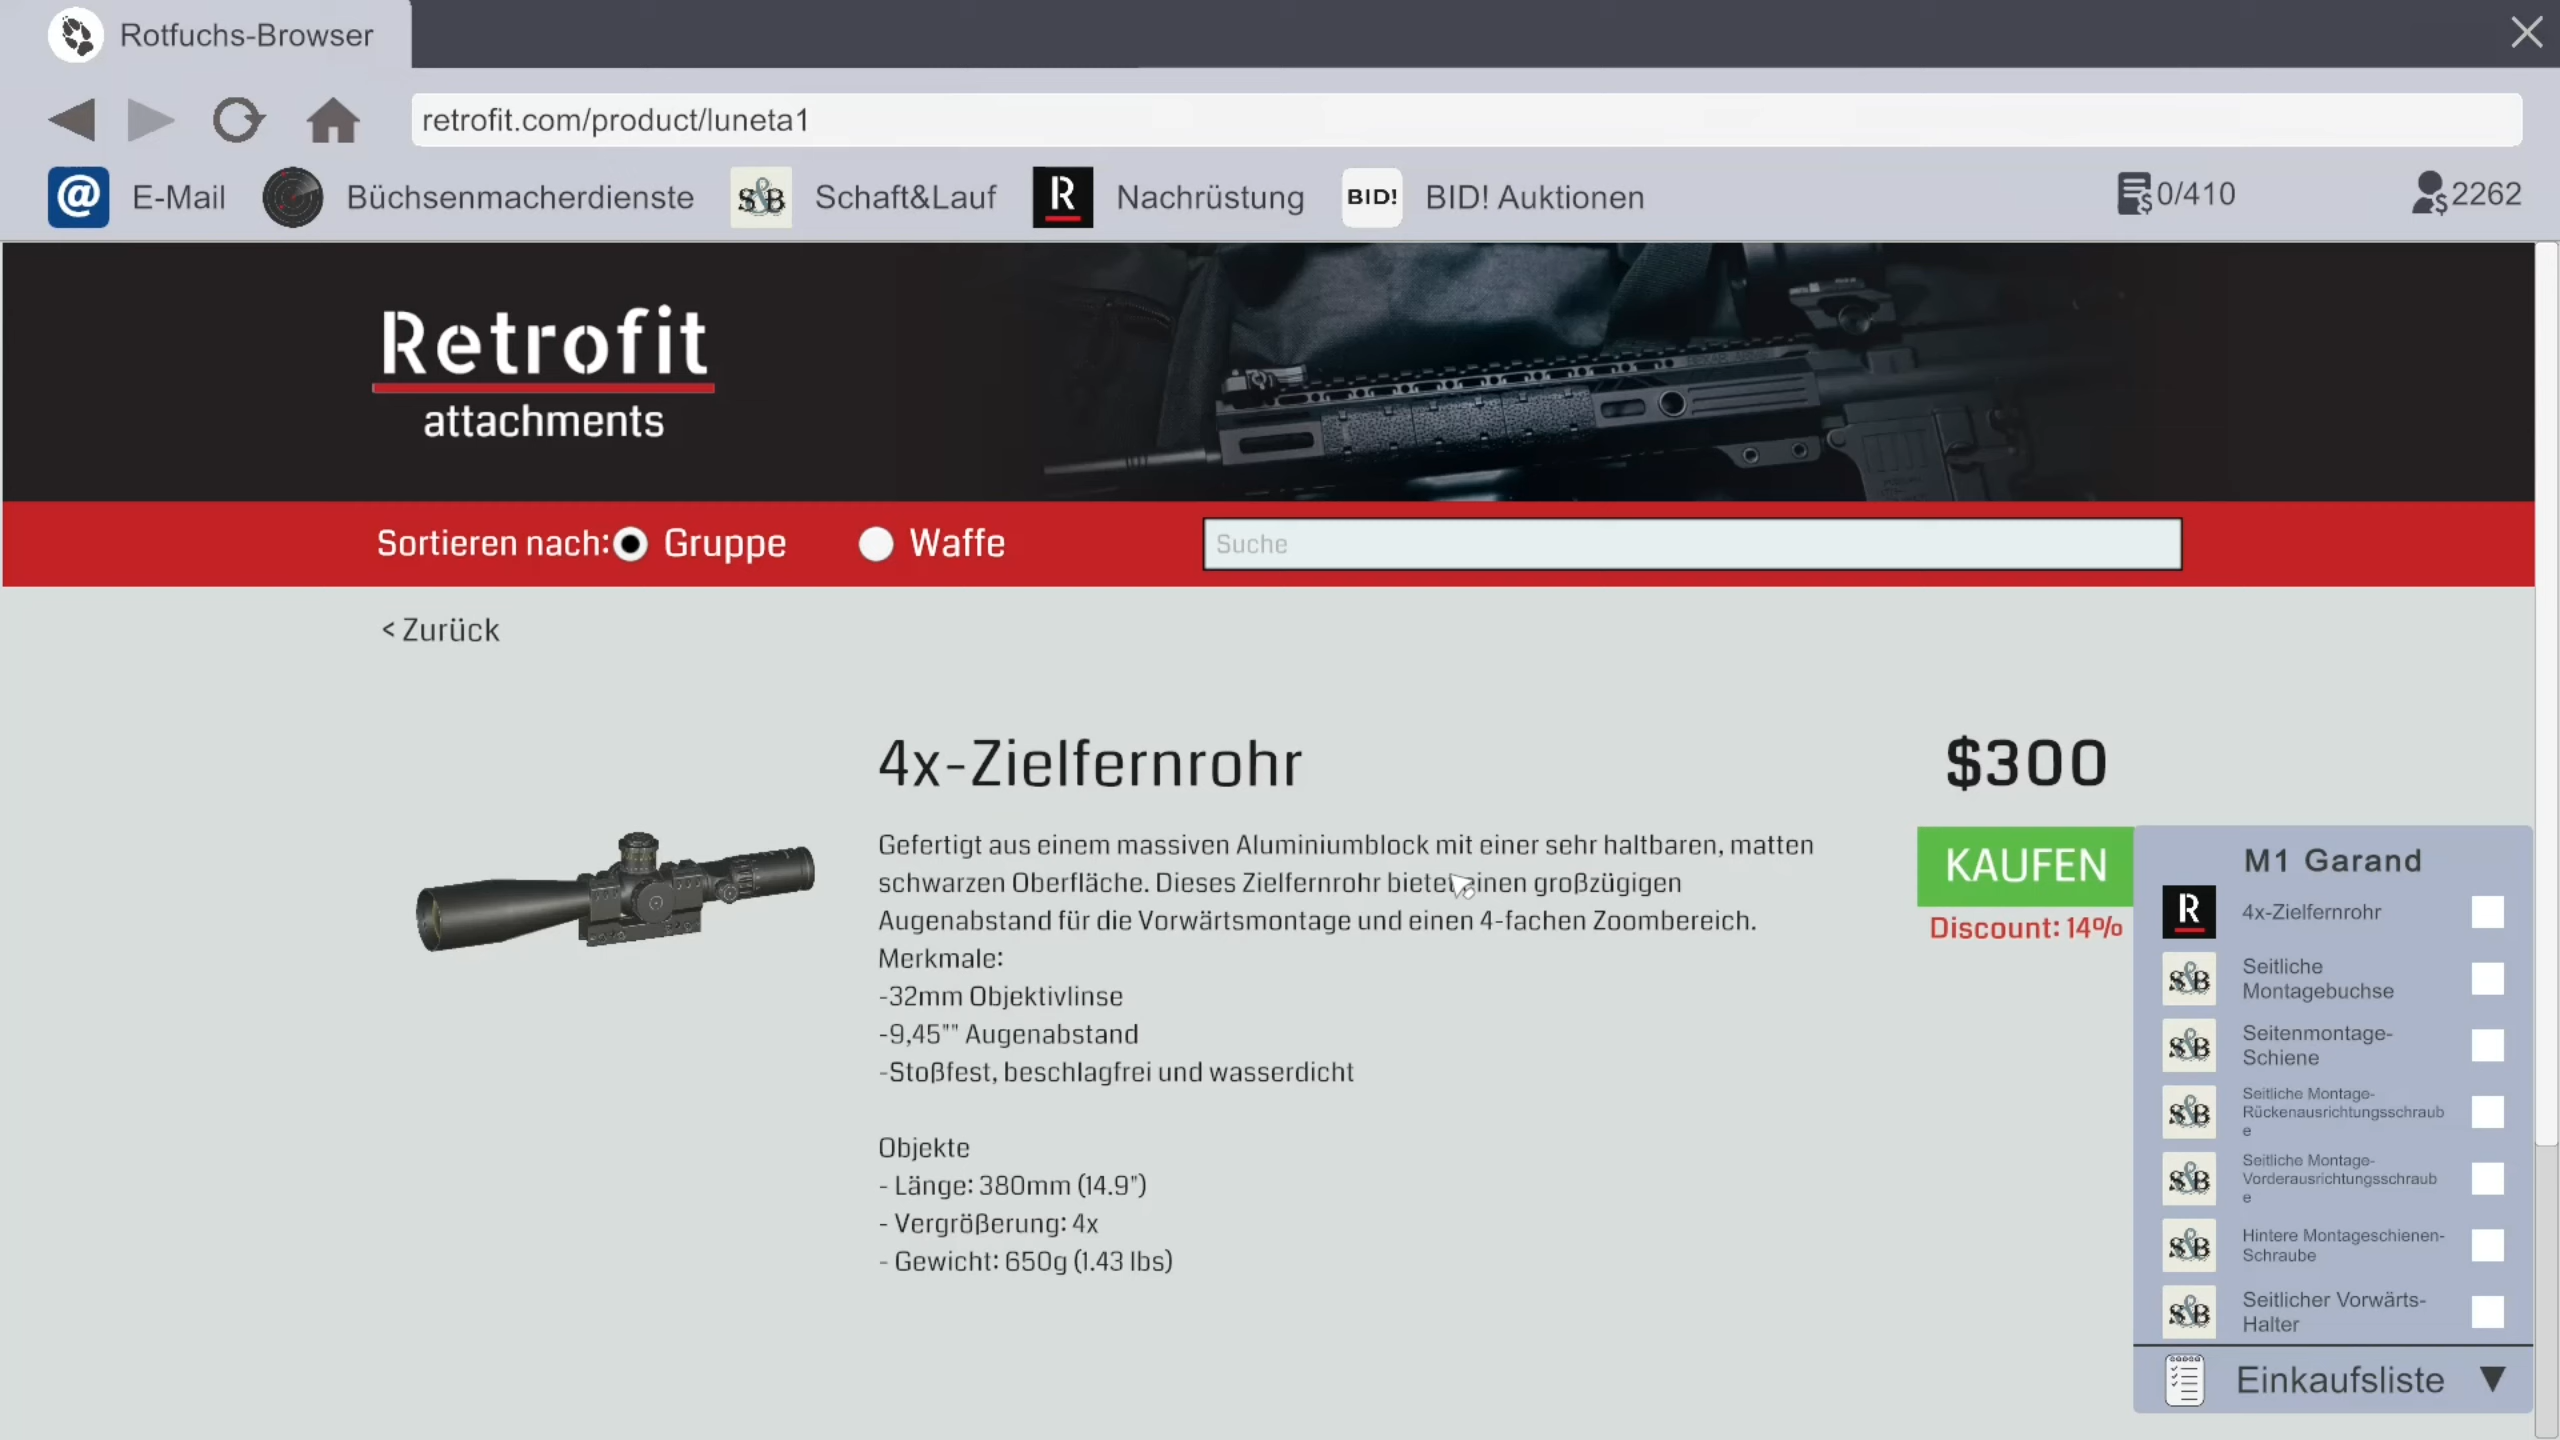 Rotfuchs-Browser
retrofit.com/product/luneta1
E-Mail
Büchsenmacherdienste
S&B
Schaft&Lauf
R
Nachrüstung
BID!
BID! Auktionen
0/410
2262
Retrofit
attachments
Sortieren nach:
Gruppe
Waffe
Suche
< Zurück
4x-Zielfernrohr
$300
Gefertigt aus einem massiven Aluminiumblock mit einer sehr haltbaren, matten
schwarzen Oberfläche. Dieses Zielfernrohr bietet einen großzügigen
Augenabstand für die Vorwärtsmontage und einen 4-fachen Zoombereich.
Merkmale:
-32mm Objektivlinse
-9,45"" Augenabstand
-Stoßfest, beschlagfrei und wasserdicht
Objekte
- Länge: 380mm (14.9")
- Vergrößerung: 4x
- Gewicht: 650g (1.43 lbs)
KAUFEN
Discount: 14%
M1 Garand
R
4x-Zielfernrohr
S&B
Seitliche
Montagebuchse
S&B
Seitenmontage-
Schiene
S&B
Seitliche Montage-
Rückenausrichtungsschraub
e
S&B
Seitliche Montage-
Vorderausrichtungsschraub
e
S&B
Hintere Montageschienen-
Schraube
S&B
Seitlicher Vorwärts-
Halter
Einkaufsliste